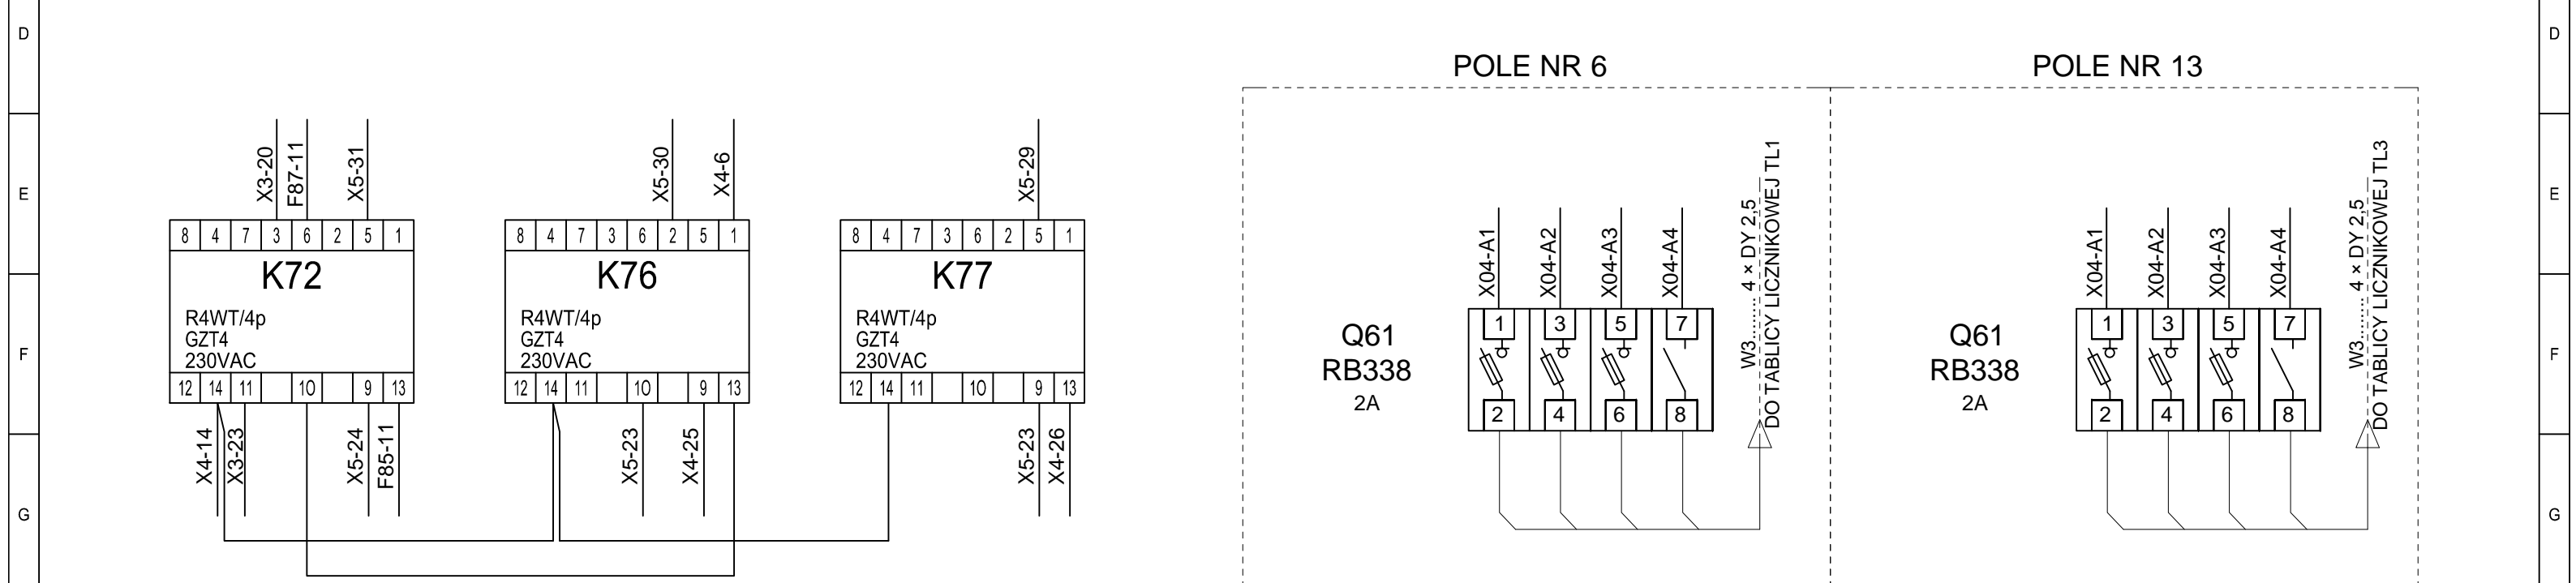 D
D
POLE NR 6
POLE NR 13
E
E
X3-20
F87-11
X5-31
X5-30
X4-6
X5-29
8 4 7 3 6 2 5 1
K72
R4WT/4p
GZT4
230VAC
12 14 11 10 9 13
8 4 7 3 6 2 5 1
K76
R4WT/4p
GZT4
230VAC
12 14 11 10 9 13
8 4 7 3 6 2 5 1
K77
R4WT/4p
GZT4
230VAC
12 14 11 10 9 13
X4-14
X3-23
X5-24
F85-11
X5-23
X4-25
X5-23
X4-26
X04-A1
X04-A2
X04-A3
X04-A4
W3....... 4 × DY 2,5
DO TABLICY LICZNIKOWEJ TL1
Q61
RB338
2A
1 3 5 7
2 4 6 8
X04-A1
X04-A2
X04-A3
X04-A4
W3....... 4 × DY 2,5
DO TABLICY LICZNIKOWEJ TL3
Q61
RB338
2A
1 3 5 7
2 4 6 8
F
F
G
G